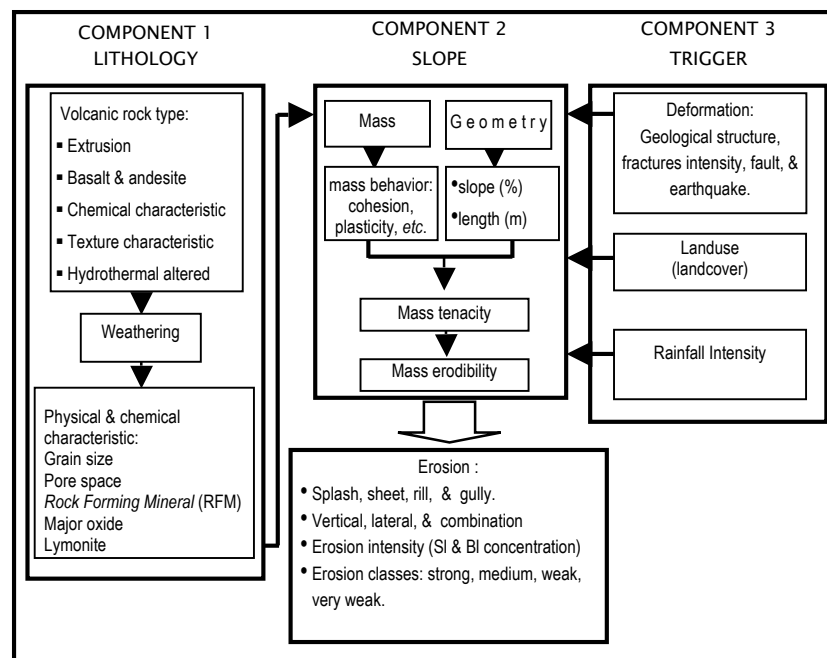 COMPONENT 1
LITHOLOGY
Volcanic rock type:
▪ Extrusion
▪ Basalt & andesite
▪ Chemical characteristic
▪ Texture characteristic
▪ Hydrothermal altered
Weathering
Physical & chemical
characteristic:
Grain size
Pore space
Rock Forming Mineral (RFM)
Major oxide
Lymonite
COMPONENT 2
SLOPE
Mass
Geometry
mass behavior:
cohesion,
plasticity, etc.
•slope (%)
•length (m)
Mass tenacity
Mass erodibility
Erosion :
• Splash, sheet, rill, & gully.
• Vertical, lateral, & combination
• Erosion intensity (Sl & Bl concentration)
• Erosion classes: strong, medium, weak,
very weak.
COMPONENT 3
TRIGGER
Deformation:
Geological structure,
fractures intensity, fault, &
earthquake.
Landuse
(landcover)
Rainfall Intensity